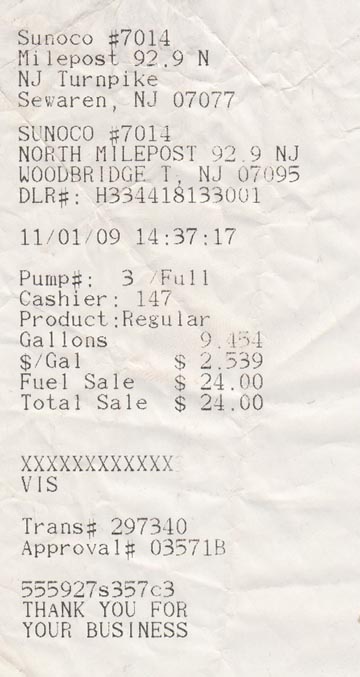 Sunoco #7014
Milepost 92.9 N
NJ Turnpike
Sewaren, NJ 07077
SUNOCO #7014
NORTH MILEPOST 92.9 NJ
WOODBRIDGE T, NJ 07095
DLR#: H334418133001
11/01/09 14:37:17
Pump#: 3 /Full
Cashier: 147
Product:Regular
Gallons 9.454
$/Gal $ 2.539
Fuel Sale $ 24.00
Total Sale $ 24.00
XXXXXXXXXXXX
VIS
Trans# 297340
Approval# 03571B
555927s357c3
THANK YOU FOR
YOUR BUSINESS